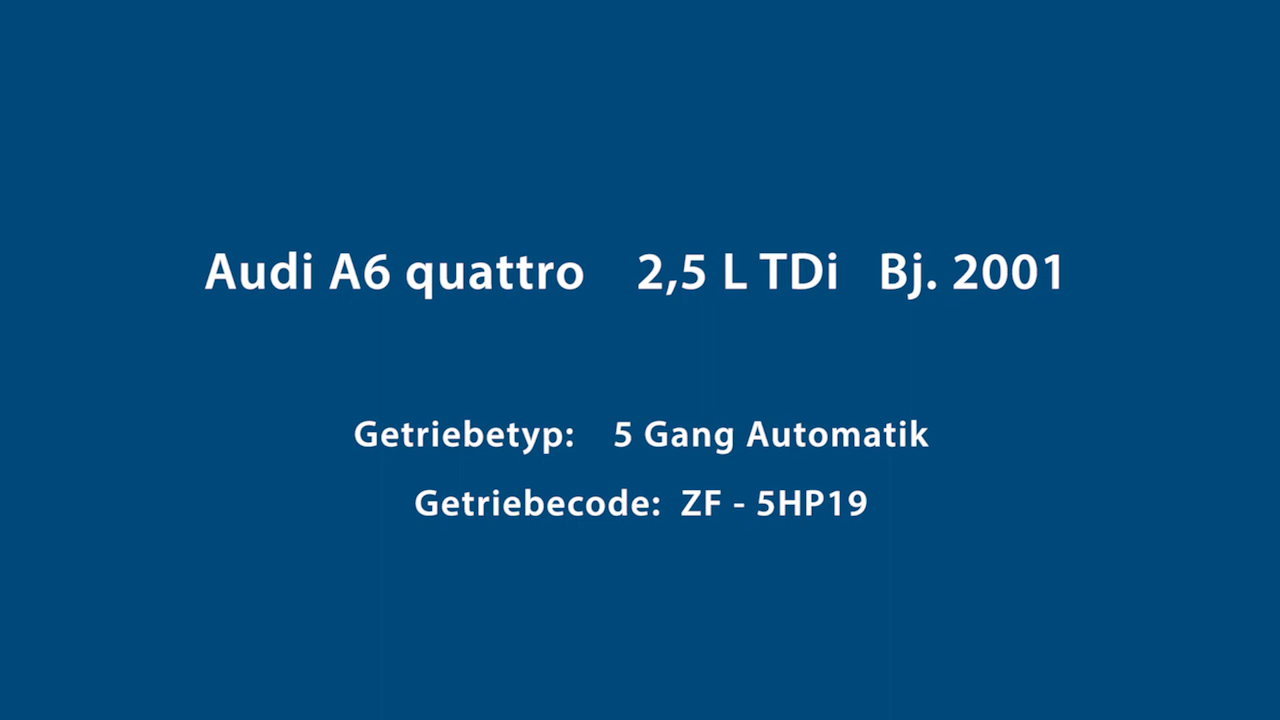 Audi A6 quattro 2,5 L TDi Bj. 2001
Getriebetyp: 5 Gang Automatik
Getriebecode: ZF - 5HP19